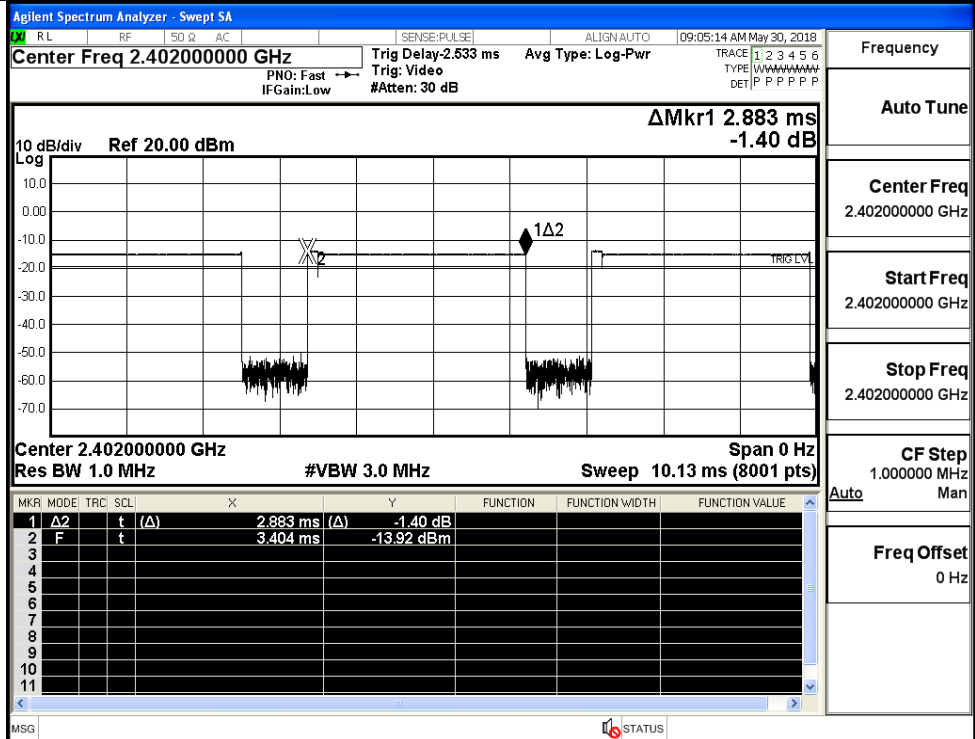 Agilent Spectrum Analyzer - Swept SA
LXI RL RF 50 Ω AC SENSE:PULSE ALIGN AUTO 09:05:14 AM May 30, 2018
Center Freq 2.402000000 GHz
PNO: Fast
IFGain:Low
Trig Delay-2.533 ms
Trig: Video
#Atten: 30 dB
Avg Type: Log-Pwr
TRACE 1 2 3 4 5 6
TYPE WWWWWW
DET P P P P P P
ΔMkr1 2.883 ms
-1.40 dB
10 dB/div Ref 20.00 dBm
Log
10.0
0.00
-10.0
-20.0
-30.0
-40.0
-50.0
-60.0
-70.0
2
1Δ2
TRIG LVL
Center 2.402000000 GHz Span 0 Hz
Res BW 1.0 MHz #VBW 3.0 MHz Sweep 10.13 ms (8001 pts)
MKR MODE TRC SCL X Y FUNCTION FUNCTION WIDTH FUNCTION VALUE
1 Δ2 t (Δ) 2.883 ms (Δ) -1.40 dB
2 F t 3.404 ms -13.92 dBm
3
4
5
6
7
8
9
10
11
MSG STATUS
Frequency
Auto Tune
Center Freq
2.402000000 GHz
Start Freq
2.402000000 GHz
Stop Freq
2.402000000 GHz
CF Step
1.000000 MHz
Auto Man
Freq Offset
0 Hz